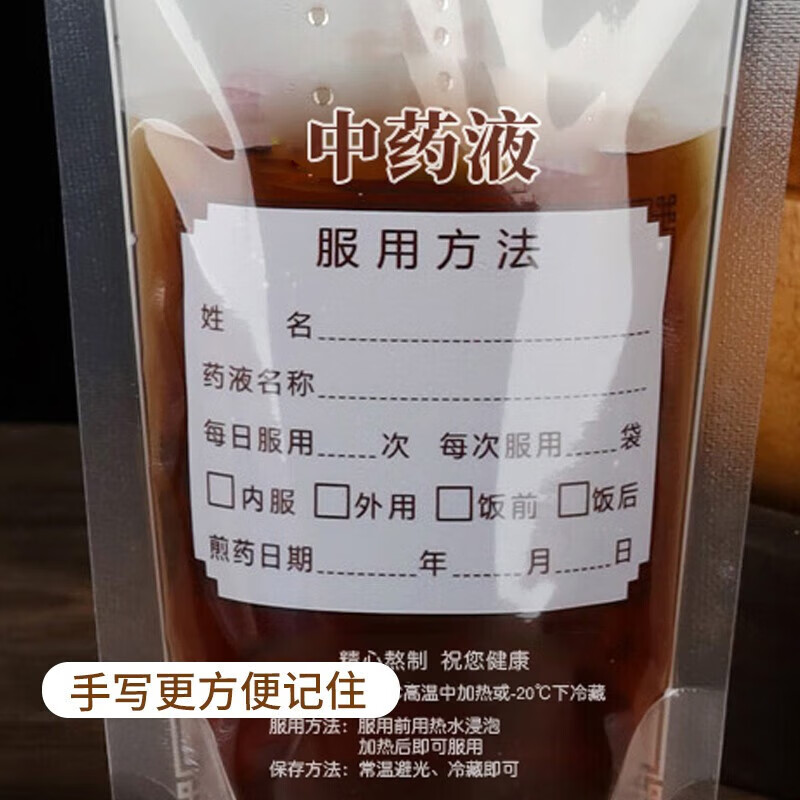 中药液
服用方法
姓 名
药液名称
每日服用 次 每次服用 袋
□内服 □外用 □饭前 □饭后
煎药日期 年 月 日
精心熬制 祝您健康
手写更方便记住
℃高温中加热或-20℃下冷藏
服用方法：服用前用热水浸泡
加热后即可服用
保存方法：常温避光、冷藏即可